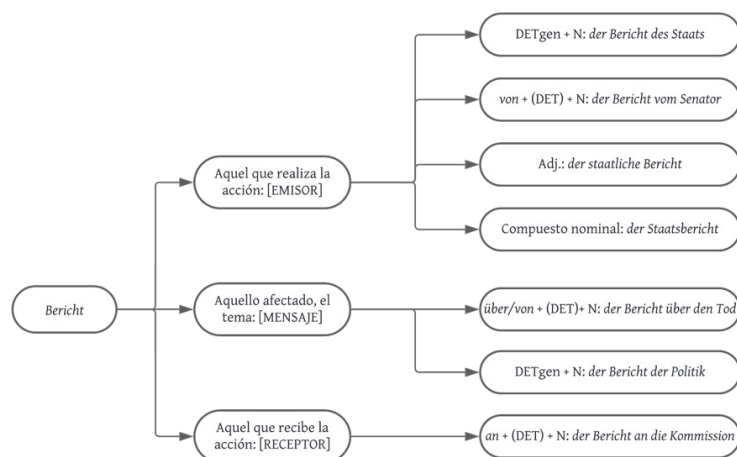 Bericht
Aquel que realiza la
acción: [EMISOR]
DETgen + N: der Bericht des Staats
von + (DET) + N: der Bericht vom Senator
Adj.: der staatliche Bericht
Compuesto nominal: der Staatsbericht
Aquello afectado, el
tema: [MENSAJE]
über/von + (DET)+ N: der Bericht über den Tod
DETgen + N: der Bericht der Politik
Aquel que recibe la
acción: [RECEPTOR]
an + (DET) + N: der Bericht an die Kommission